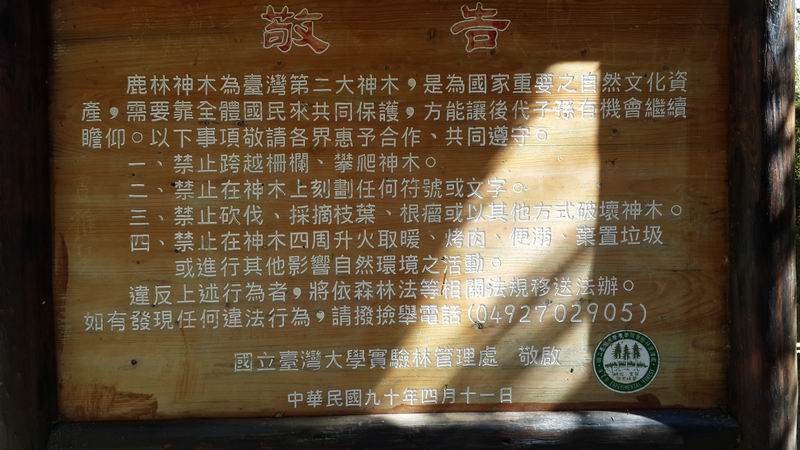 敬告
鹿林神木為臺灣第二大神木，是為國家重要之自然文化資
產，需要靠全體國民來共同保護，方能讓後代子孫有機會繼續
瞻仰。以下事項敬請各界惠予合作、共同遵守。
一、禁止跨越柵欄、攀爬神木。
二、禁止在神木上刻劃任何符號或文字。
三、禁止砍伐、採摘枝葉、根瘤或以其他方式破壞神木。
四、禁止在神木四周升火取暖、烤肉、便溺、棄置垃圾
或進行其他影響自然環境之活動。
違反上述行為者，將依森林法等相關法規移送法辦。
如有發現任何違法行為，請撥撿舉電話(0492702905)
國立臺灣大學實驗林管理處 敬啟
中華民國九十年四月十一日